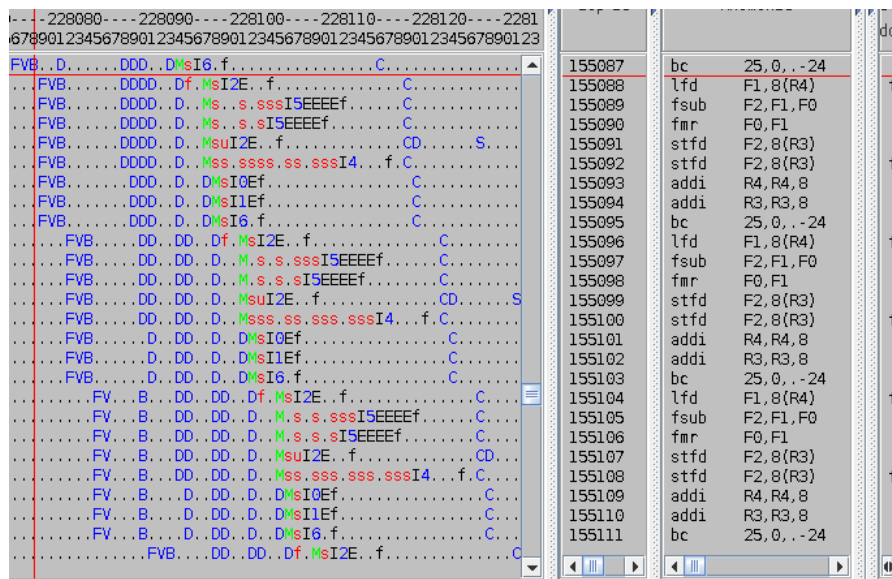 ----228080----228090----228100----228110----228120----2281
678901234567890123456789012345678901234567890123456789 0123
FVB..D.......DDD..DMsI6.f..................C............... 155087 bc 25,0,.-24
...FVB.......DDDD..Df.MsI2E..f................C............ 155088 lfd F1,8(R4)
...FVB.......DDDD..D..Ms..s.sssI5EEEEf........C............ 155089 fsub F2,F1,F0
...FVB.......DDDD..D..Ms..s.sI5EEEEf..........C............ 155090 fmr F0,F1
...FVB.......DDDD..D..MsuI2E..f...............CD.......S... 155091 stfd F2,8(R3)
...FVB.......DDDD..D..Mss.ssss.ss.sssI4...f.C.............. 155092 stfd F2,8(R3)
...FVB........DDD..D..DMsI0Ef..................C........... 155093 addi R4,R4,8
...FVB........DDD..D..DMsI1Ef..................C........... 155094 addi R3,R3,8
...FVB........DDD..D..DMsI6.f..................C........... 155095 bc 25,0,.-24
......FVB......DD..DD..Df.MsI2E..f................C........ 155096 lfd F1,8(R4)
......FVB......DD..DD..D..M.s.s.sssI5EEEEf........C........ 155097 fsub F2,F1,F0
......FVB......DD..DD..D..M.s.s.sI5EEEEf..........C........ 155098 fmr F0,F1
......FVB......DD..DD..D..MsuI2E..f...............CD.......S 155099 stfd F2,8(R3)
......FVB......DD..DD..D..Msss.ss.sss.sssI4...f.C.......... 155100 stfd F2,8(R3)
......FVB.......D..DD..D..DMsI0Ef..................C....... 155101 addi R4,R4,8
......FVB.......D..DD..D..DMsI1Ef..................C....... 155102 addi R3,R3,8
......FVB.......D..DD..D..DMsI6.f..................C....... 155103 bc 25,0,.-24
..........FV...B...DD..DD..Df.MsI2E..f................C.... 155104 lfd F1,8(R4)
..........FV...B...DD..DD..D..M.s.s.sssI5EEEEf........C.... 155105 fsub F2,F1,F0
..........FV...B...DD..DD..D..M.s.s.sI5EEEEf..........C.... 155106 fmr F0,F1
..........FV...B...DD..DD..D..MsuI2E..f...............CD... 155107 stfd F2,8(R3)
..........FV...B...DD..DD..D..Mss.sss.sss.sssI4...f.C...... 155108 stfd F2,8(R3)
..........FV...B....D..DD..D..DMsI0Ef..................C... 155109 addi R4,R4,8
..........FV...B....D..DD..D..DMsI1Ef..................C... 155110 addi R3,R3,8
..........FV...B....D..DD..D..DMsI6.f..................C... 155111 bc 25,0,.-24
................FVB.....DD..DD..Df.MsI2E..f................C